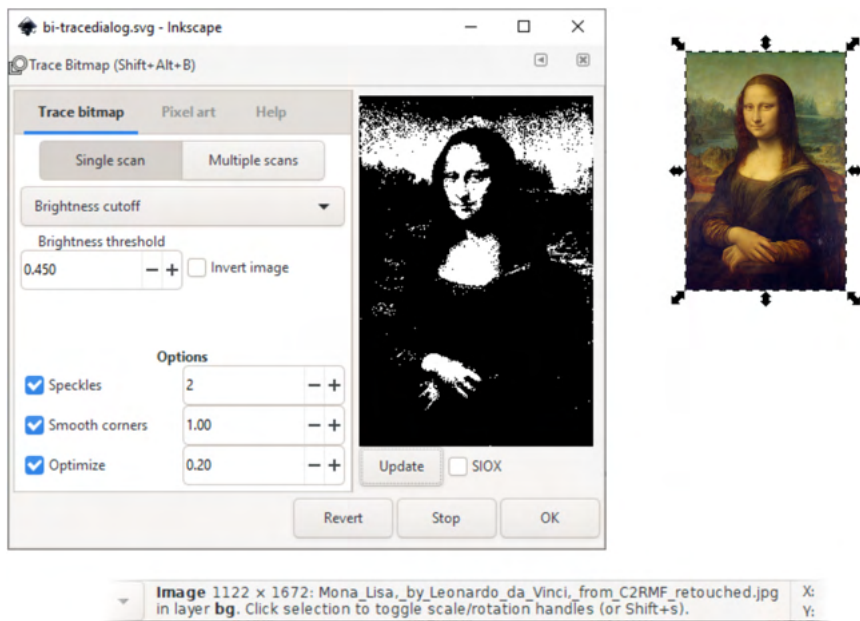 bi-tracedialog.svg - Inkscape
Trace Bitmap (Shift+Alt+B)
Trace bitmap Pixel art Help
Single scan Multiple scans
Brightness cutoff
Brightness threshold
0.450 − + Invert image
Options
Speckles 2 − +
Smooth corners 1.00 − +
Optimize 0.20 − +
Update SIOX
Revert Stop OK
Image 1122 × 1672: Mona_Lisa,_by_Leonardo_da_Vinci,_from_C2RMF_retouched.jpg X:
in layer bg. Click selection to toggle scale/rotation handles (or Shift+s). Y: